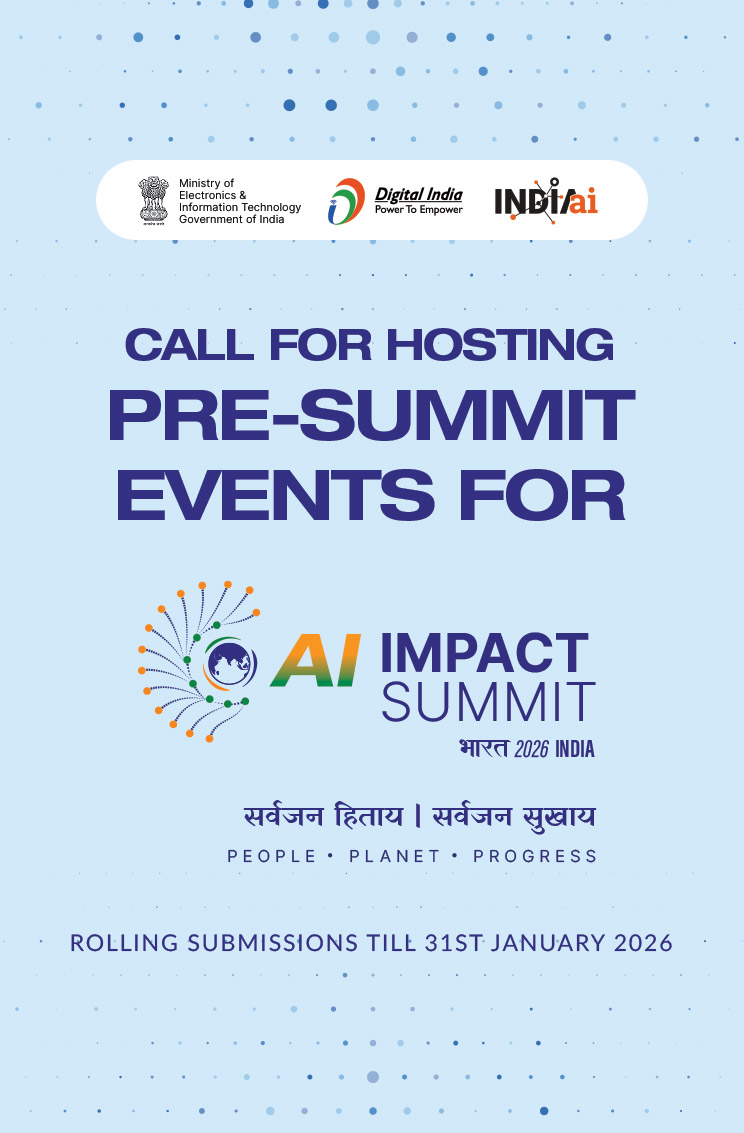 Ministry of
Electronics &
Information Technology
Government of India
Digital India
Power To Empower
INDIAai
CALL FOR HOSTING
PRE-SUMMIT
EVENTS FOR
AI IMPACT
SUMMIT
भारत 2026 INDIA
सर्वजन हिताय | सर्वजन सुखाय
PEOPLE • PLANET • PROGRESS
ROLLING SUBMISSIONS TILL 31ST JANUARY 2026